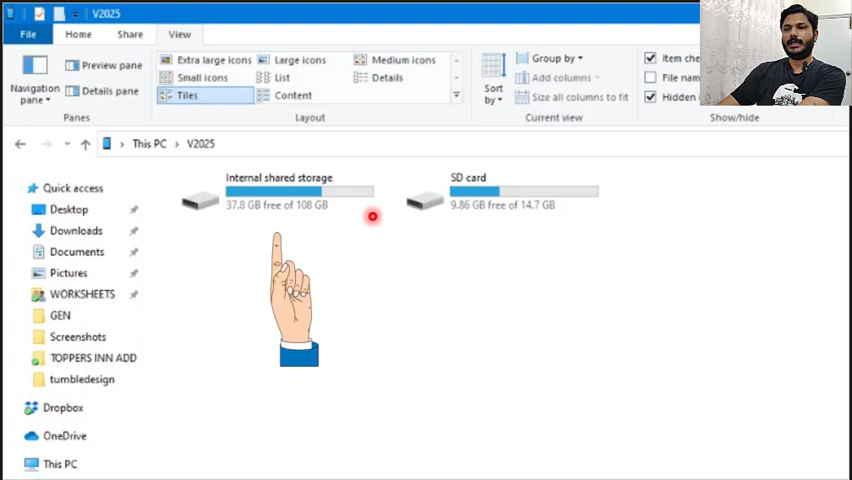 V2025
File Home Share View
Navigation pane
Preview pane
Details pane
Panes
Extra large icons Large icons Medium icons
Small icons List Details
Tiles Content
Layout
Sort by
Group by
Add columns
Size all columns to fit
Current view
Item che
File nam
Hidden i
Show/hide
This PC > V2025
Quick access
Desktop
Downloads
Documents
Pictures
WORKSHEETS
GEN
Screenshots
TOPPERS INN ADD
tumbledesign
Dropbox
OneDrive
This PC
Internal shared storage
37.8 GB free of 108 GB
SD card
9.86 GB free of 14.7 GB